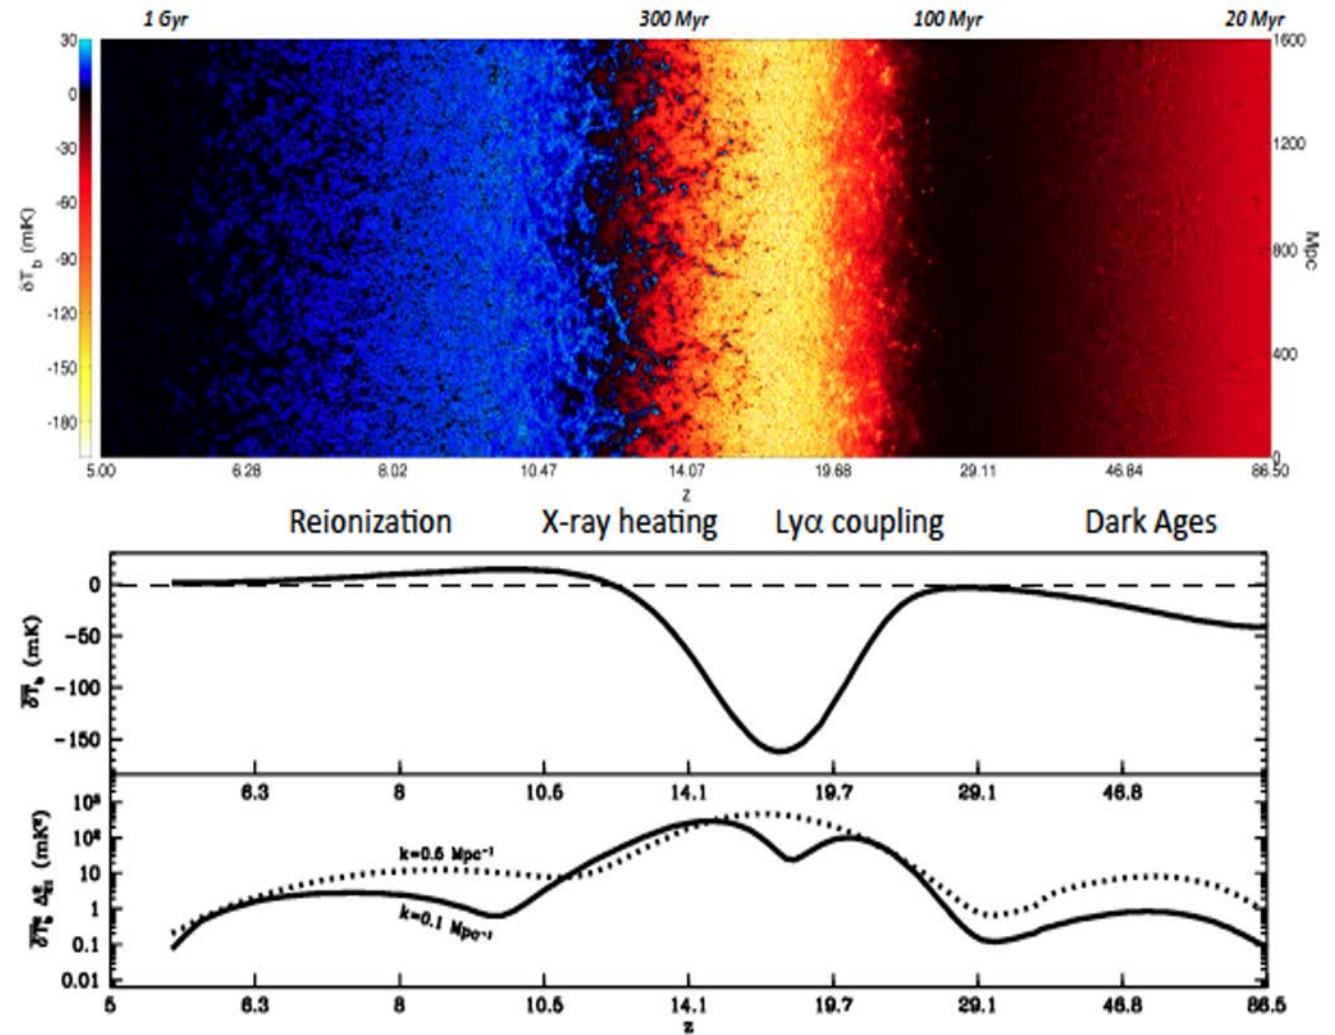 1 Gyr 300 Myr 100 Myr 20 Myr
30 1600
0
-30 1200
-60
δTb (mK) Mpc
-90 800
-120
-150 400
-180
0
5.00 6.28 8.02 10.47 14.07 19.68 29.11 46.84 86.50
z
Reionization X-ray heating Lyα coupling Dark Ages
0
-50
δTb (mK)
-100
-150
6.3 8 10.5 14.1 19.7 29.1 46.8
10³
10²
k=0.5 Mpc⁻¹
10
1
k=0.1 Mpc⁻¹
0.1
0.01
5 6.3 8 10.5 14.1 19.7 29.1 46.8 86.5
z